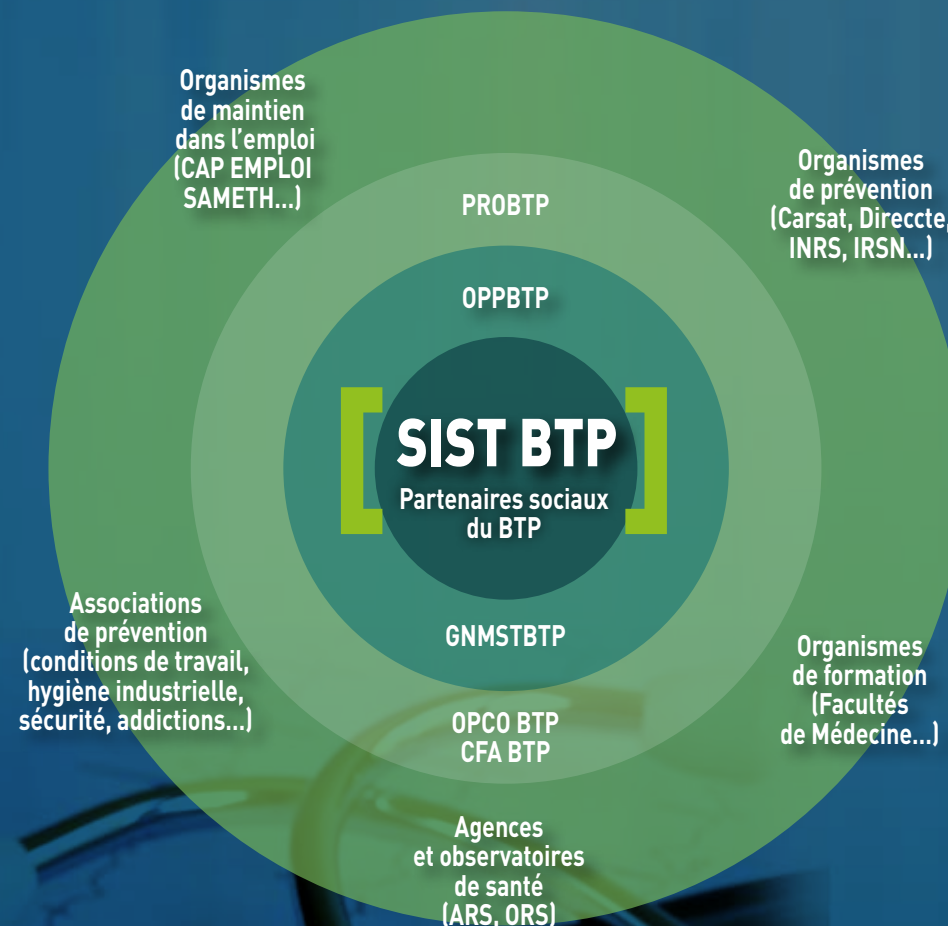 Organismes
de maintien
dans l'emploi
(CAP EMPLOI
SAMETH...)
Organismes
de prévention
(Carsat, Direccte,
INRS, IRSN...)
PROBTP
OPPBTP
SIST BTP
Partenaires sociaux
du BTP
GNMSTBTP
OPCO BTP
CFA BTP
Associations
de prévention
(conditions de travail,
hygiène industrielle,
sécurité, addictions...)
Organismes
de formation
(Facultés
de Médecine...)
Agences
et observatoires
de santé
(ARS, ORS)